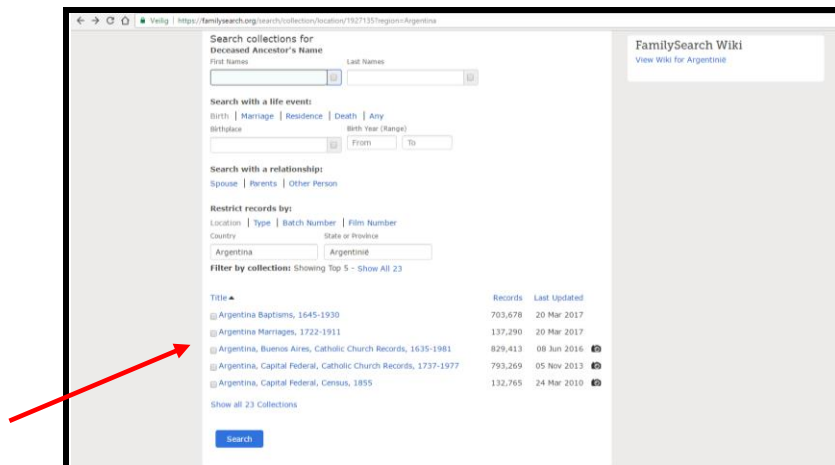 Veilig | https://familysearch.org/search/collection/location/1927135?region=Argentina
Search collections for
Deceased Ancestor's Name
First Names Last Names
Search with a life event:
Birth | Marriage | Residence | Death | Any
Birthplace Birth Year (Range)
From To
Search with a relationship:
Spouse | Parents | Other Person
Restrict records by:
Location | Type | Batch Number | Film Number
Country State or Province
Argentina Argentinië
Filter by collection: Showing Top 5 - Show All 23
Title Records Last Updated
Argentina Baptisms, 1645-1930 703,678 20 Mar 2017
Argentina Marriages, 1722-1911 137,290 20 Mar 2017
Argentina, Buenos Aires, Catholic Church Records, 1635-1981 829,413 08 Jun 2016
Argentina, Capital Federal, Catholic Church Records, 1737-1977 793,269 05 Nov 2013
Argentina, Capital Federal, Census, 1855 132,765 24 Mar 2010
Show all 23 Collections
Search
FamilySearch Wiki
View Wiki for Argentinië